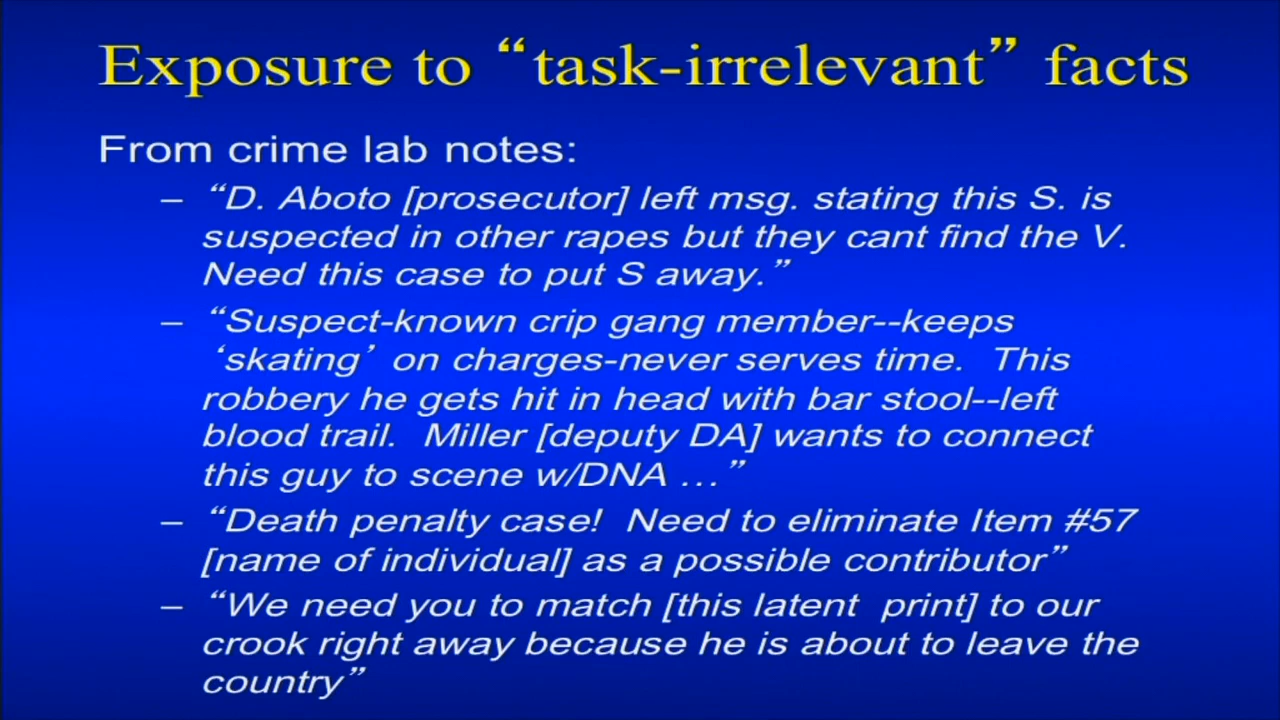 Exposure to “task-irrelevant” facts
From crime lab notes:
– “D. Aboto [prosecutor] left msg. stating this S. is
suspected in other rapes but they cant find the V.
Need this case to put S away.”
– “Suspect-known crip gang member--keeps
‘skating’ on charges-never serves time. This
robbery he gets hit in head with bar stool--left
blood trail. Miller [deputy DA] wants to connect
this guy to scene w/DNA …”
– “Death penalty case! Need to eliminate Item #57
[name of individual] as a possible contributor”
– “We need you to match [this latent print] to our
crook right away because he is about to leave the
country”